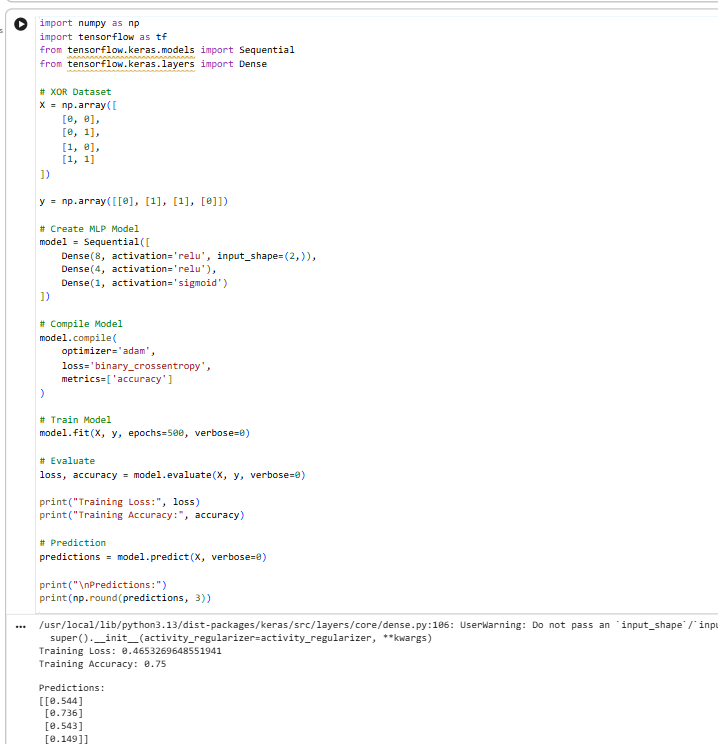 import numpy as np
import tensorflow as tf
from tensorflow.keras.models import Sequential
from tensorflow.keras.layers import Dense

# XOR Dataset
X = np.array([
    [0, 0],
    [0, 1],
    [1, 0],
    [1, 1]
])

y = np.array([[0], [1], [1], [0]])

# Create MLP Model
model = Sequential([
    Dense(8, activation='relu', input_shape=(2,)),
    Dense(4, activation='relu'),
    Dense(1, activation='sigmoid')
])

# Compile Model
model.compile(
    optimizer='adam',
    loss='binary_crossentropy',
    metrics=['accuracy']
)

# Train Model
model.fit(X, y, epochs=500, verbose=0)

# Evaluate
loss, accuracy = model.evaluate(X, y, verbose=0)

print("Training Loss:", loss)
print("Training Accuracy:", accuracy)

# Prediction
predictions = model.predict(X, verbose=0)

print("\nPredictions:")
print(np.round(predictions, 3))
/usr/local/lib/python3.13/dist-packages/keras/src/layers/core/dense.py:106: UserWarning: Do not pass an `input_shape`/`inpu
  super().__init__(activity_regularizer=activity_regularizer, **kwargs)
Training Loss: 0.4653269648551941
Training Accuracy: 0.75

Predictions:
[[0.544]
 [0.736]
 [0.543]
 [0.149]]